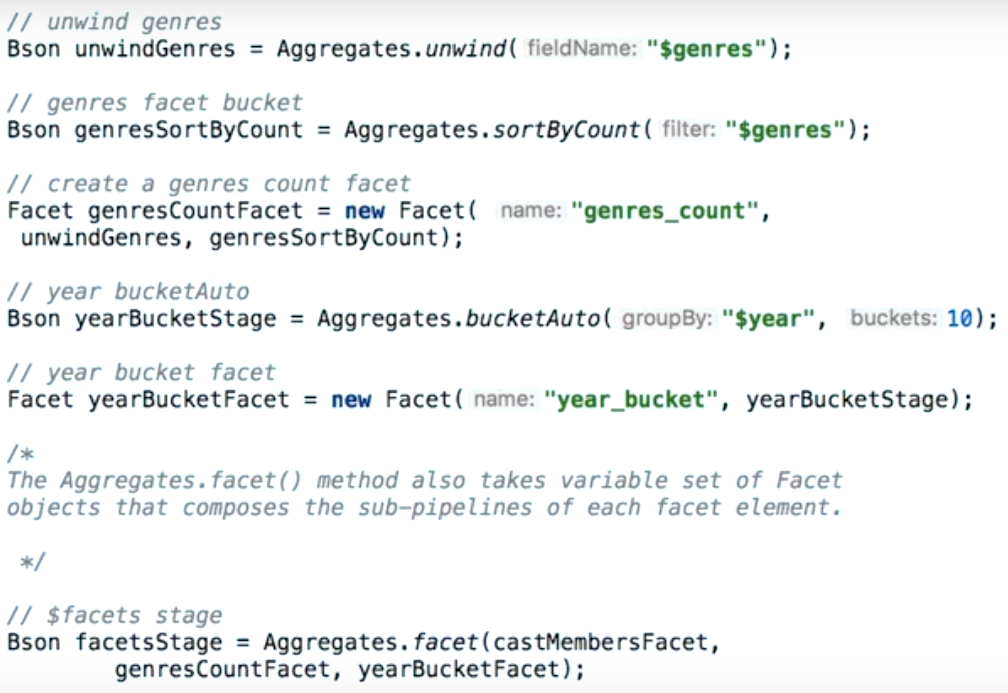 // unwind genres
Bson unwindGenres = Aggregates.unwind( fieldName: "$genres");
// genres facet bucket
Bson genresSortByCount = Aggregates.sortByCount( filter: "$genres");
// create a genres count facet
Facet genresCountFacet = new Facet( name: "genres_count",
unwindGenres, genresSortByCount);
// year bucketAuto
Bson yearBucketStage = Aggregates.bucketAuto( groupBy: "$year", buckets: 10);
// year bucket facet
Facet yearBucketFacet = new Facet( name: "year_bucket", yearBucketStage);
/*
The Aggregates.facet() method also takes variable set of Facet
objects that composes the sub-pipelines of each facet element.
*/
// $facets stage
Bson facetsStage = Aggregates.facet(castMembersFacet,
genresCountFacet, yearBucketFacet);